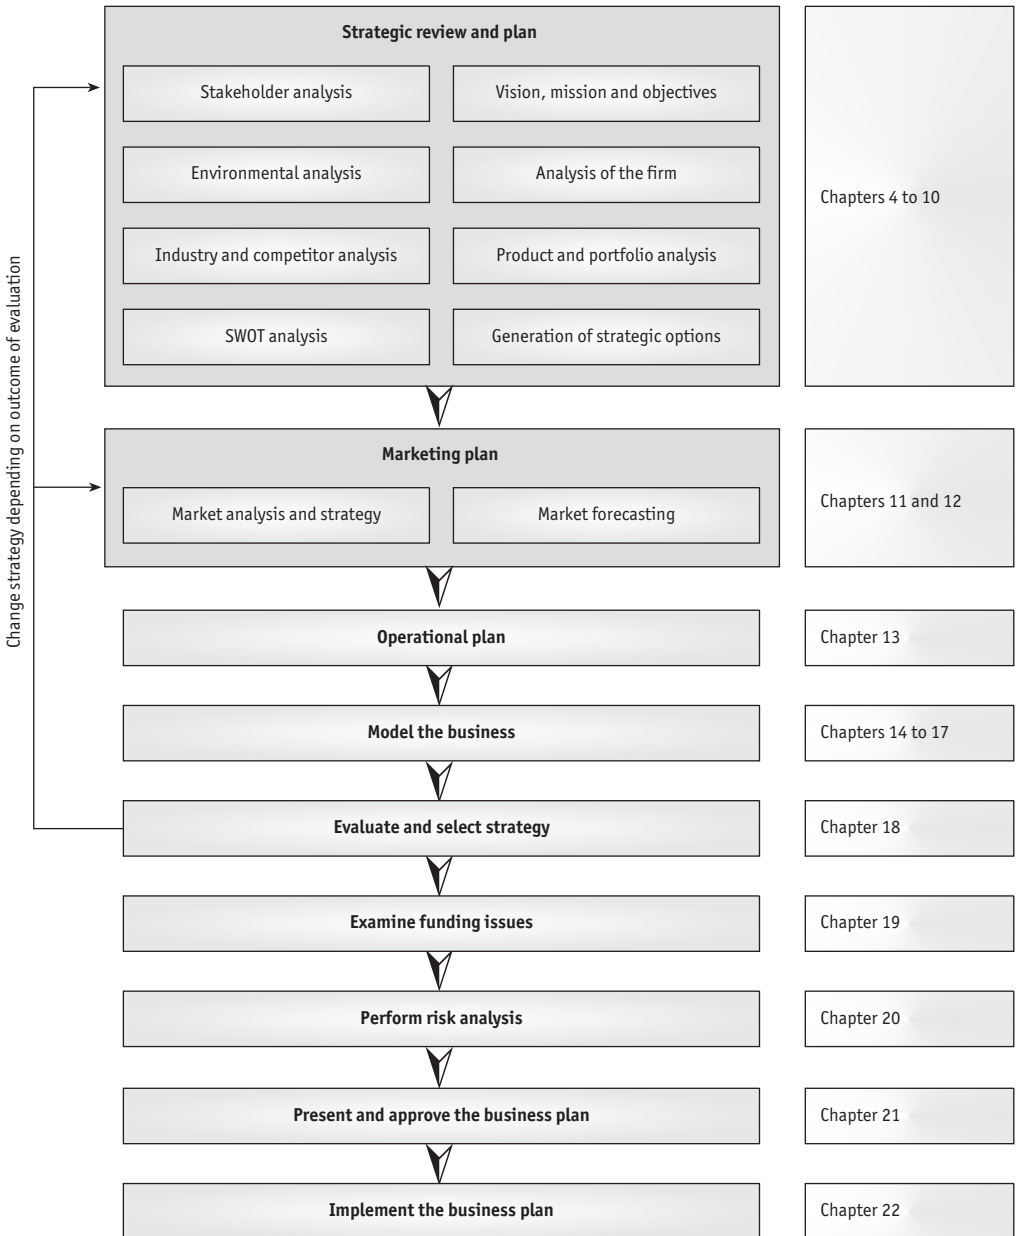 Strategic review and plan
Stakeholder analysis
Vision, mission and objectives
Environmental analysis
Analysis of the firm
Chapters 4 to 10
Industry and competitor analysis
Product and portfolio analysis
SWOT analysis
Generation of strategic options
Change strategy depending on outcome of evaluation
Marketing plan
Market analysis and strategy
Market forecasting
Chapters 11 and 12
Operational plan
Chapter 13
Model the business
Chapters 14 to 17
Evaluate and select strategy
Chapter 18
Examine funding issues
Chapter 19
Perform risk analysis
Chapter 20
Present and approve the business plan
Chapter 21
Implement the business plan
Chapter 22